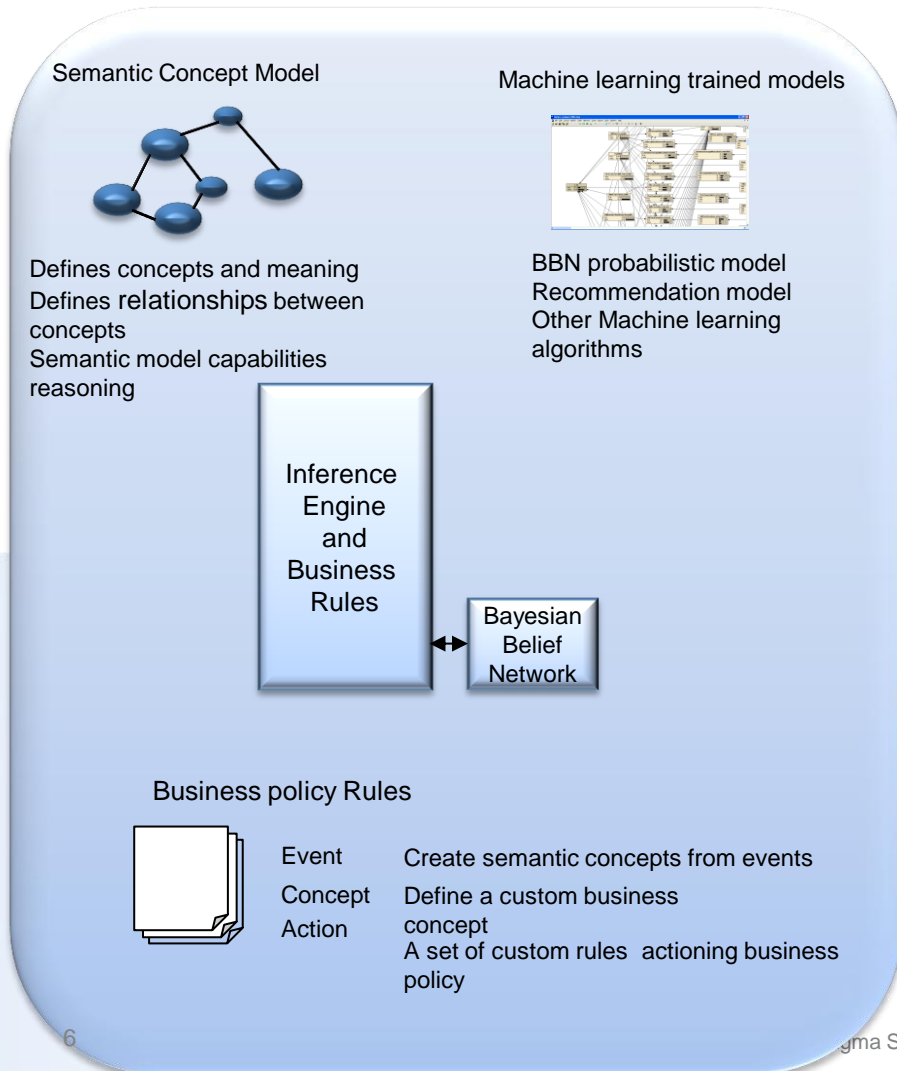 Semantic Concept Model
Machine learning trained models
Defines concepts and meaning
Defines relationships between
concepts
Semantic model capabilities
reasoning
BBN probabilistic model
Recommendation model
Other Machine learning
algorithms
Inference
Engine
and
Business
Rules
Bayesian
Belief
Network
Business policy Rules
Event
Create semantic concepts from events
Concept
Define a custom business
concept
Action
A set of custom rules actioning business
policy
6